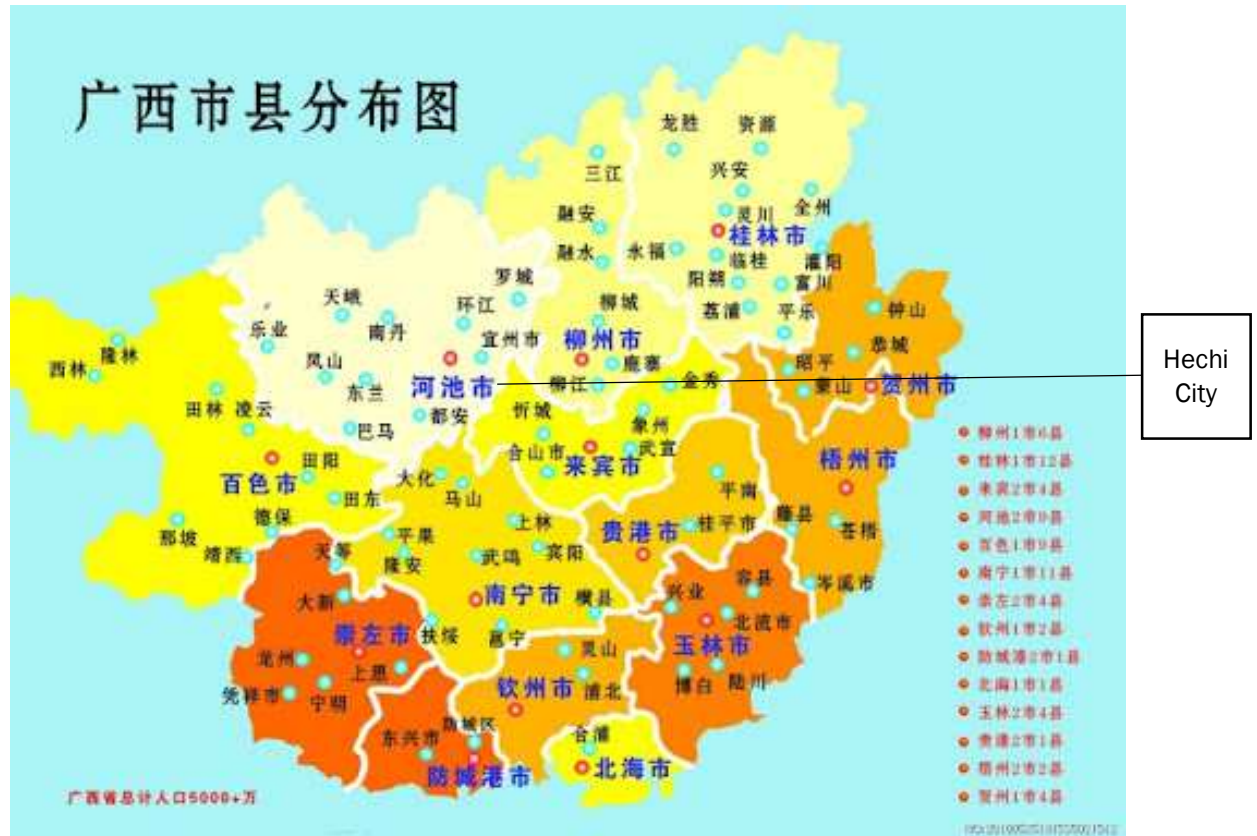 广西市县分布图
龙胜
资源
三江
兴安
融安
灵川
全州
桂林市
融水
永福
临桂
灌阳
罗城
阳朔
富川
天峨
环江
柳城
荔浦
平乐
钟山
乐业
南丹
宜州市
柳州市
隆林
鹿寨
恭城
西林
凤山
昭平
东兰
河池市
柳江
金秀
蒙山
贺州市
Hechi
City
田林
凌云
都安
忻城
象州
巴马
合山市
来宾市
武宣
梧州市
百色市
田阳
大化
马山
平南
田东
德保
上林
贵港市
桂平市
藤县
苍梧
那坡
靖西
天等
平果
隆安
武鸣
宾阳
岑溪市
大新
南宁市
横县
兴业
容县
崇左市
扶绥
邕宁
北流市
玉林市
龙州
上思
灵山
凭祥市
宁明
钦州市
浦北
博白
陆川
东兴市
防城区
合浦
防城港市
北海市
柳州1市6县
桂林1市12县
来宾2市4县
河池2市9县
百色1市9县
南宁1市11县
崇左2市4县
钦州1市2县
防城港2市1县
北海1市1县
玉林2市4县
贵港2市1县
梧州2市2县
贺州1市4县
广西省总计人口5000+万